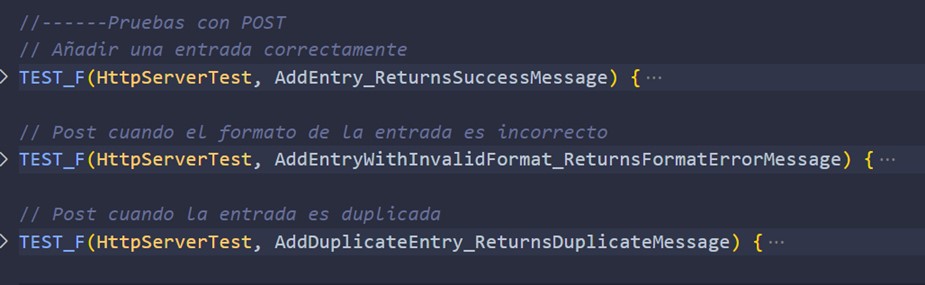 //------Pruebas con POST
// Añadir una entrada correctamente
TEST_F(HttpServerTest, AddEntry_ReturnsSuccessMessage) { ···
// Post cuando el formato de la entrada es incorrecto
TEST_F(HttpServerTest, AddEntryWithInvalidFormat_ReturnsFormatErrorMessage) { ···
// Post cuando la entrada es duplicada
TEST_F(HttpServerTest, AddDuplicateEntry_ReturnsDuplicateMessage) { ···